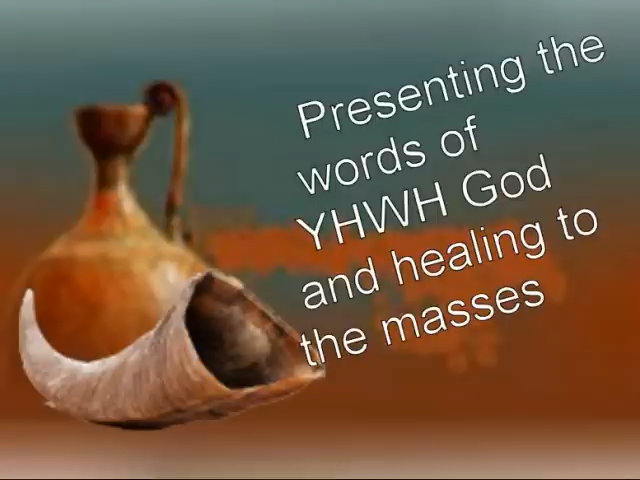 Presenting the
words of
YHWH God
and healing to
the masses